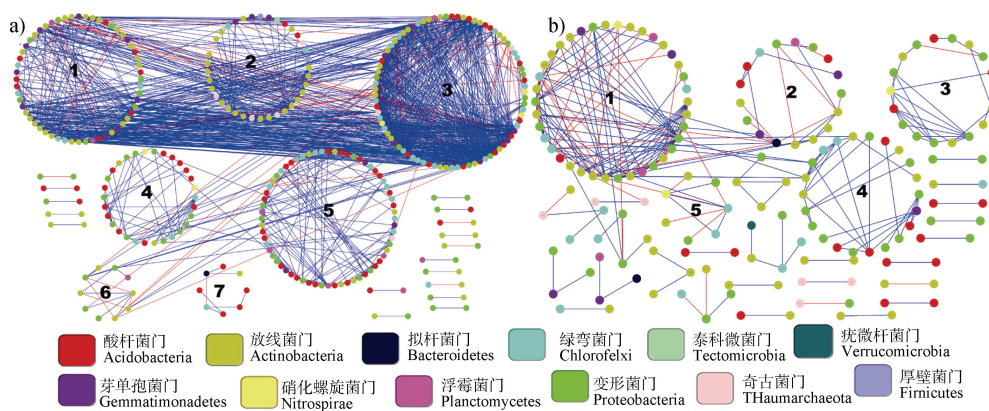 a)
b)
1
2
3
4
5
6
7
1
2
3
4
5
酸杆菌门
Acidobacteria
放线菌门
Actinobacteria
拟杆菌门
Bacteroidetes
绿弯菌门
Chlorofelxi
泰科微菌门
Tectomicrobia
疣微杆菌门
Verrucomicrobia
芽单孢菌门
Gemmatimonadetes
硝化螺旋菌门
Nitrospirae
浮霉菌门
Planctomycetes
变形菌门
Proteobacteria
奇古菌门
THaumarchaeota
厚壁菌门
Firnicutes